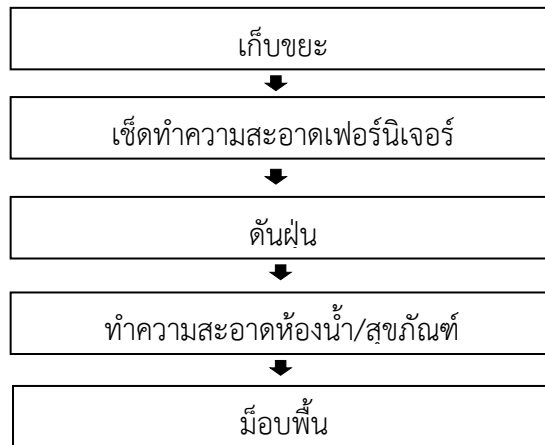 เก็บขยะ
เช็ดทำความสะอาดเฟอร์นิเจอร์
ดันฝุ่น
ทำความสะอาดห้องน้ำ/สุขภัณฑ์
ม็อบพื้น